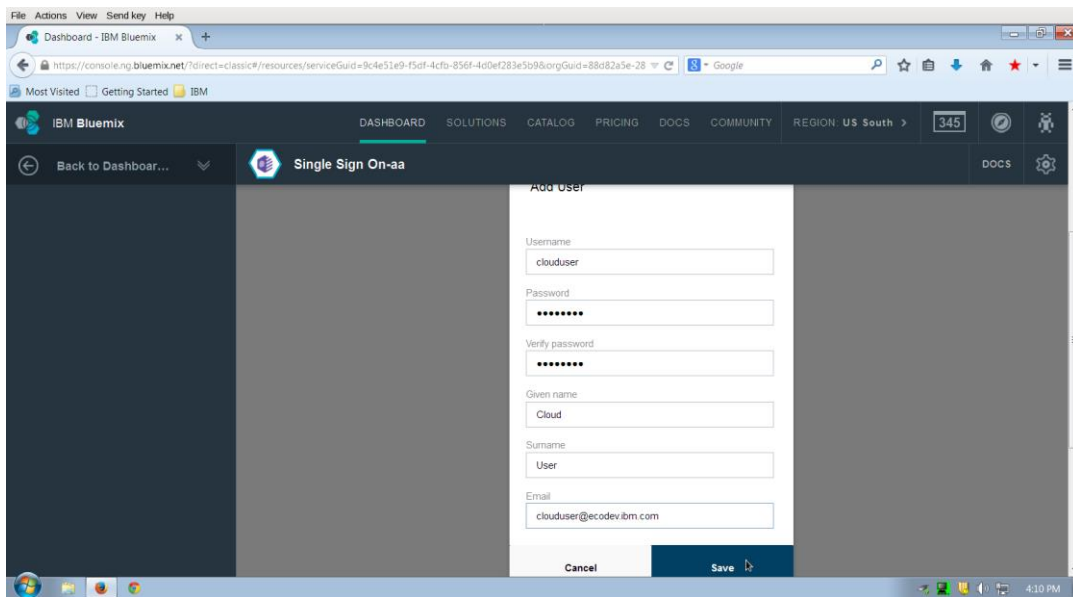 File Actions View Send key Help
Dashboard - IBM Bluemix × +
https://console.ng.bluemix.net/?direct=classic#/resources/serviceGuid=9c4e51e9-f5df-4cfb-856f-4d0ef283e5b9&orgGuid=88d82a5e-28 Google
Most Visited Getting Started IBM
IBM Bluemix DASHBOARD SOLUTIONS CATALOG PRICING DOCS COMMUNITY REGION: US South > 345
Back to Dashboar... Single Sign On-aa DOCS
Add User
Username
clouduser
Password
••••••••
Verify password
••••••••
Given name
Cloud
Surname
User
Email
clouduser@ecodev.ibm.com
Cancel Save
4:10 PM